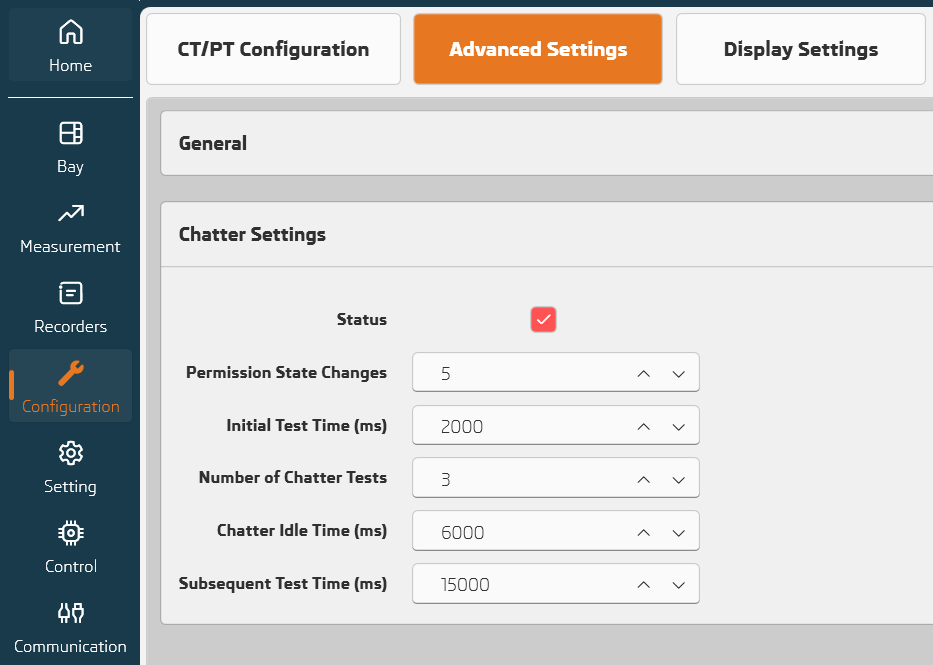 Home
Bay
Measurement
Recorders
Configuration
Setting
Control
Communication
CT/PT Configuration
Advanced Settings
Display Settings
General
Chatter Settings
Status
Permission State Changes 5
Initial Test Time (ms) 2000
Number of Chatter Tests 3
Chatter Idle Time (ms) 6000
Subsequent Test Time (ms) 15000